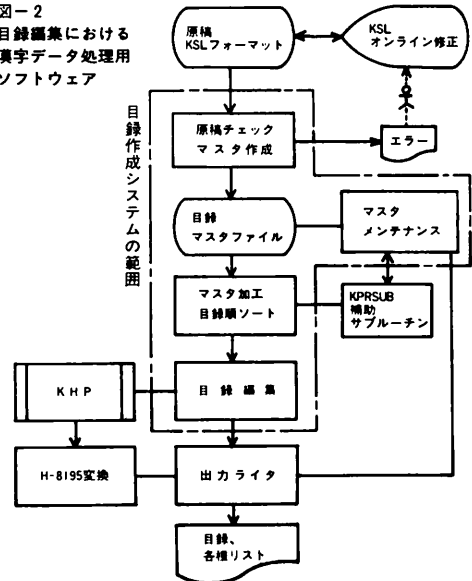 図－2
目録編集における
漢字データ処理用
ソフトウェア
原稿
KSLフォーマット
KSL
オンライン修正
目録作成システムの範囲
原稿チェック
マスタ作成
エラー
目録
マスタファイル
マスタ
メンテナンス
マスタ加工
目録順ソート
KPRSUB
補助
サブルーチン
KHP
目録編集
H-8195変換
出力ライタ
目録、
各種リスト